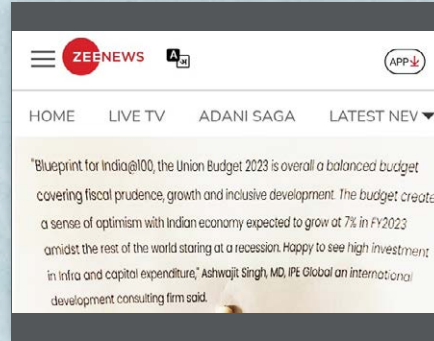 ZEENEWS
A अ
APP
HOME LIVE TV ADANI SAGA LATEST NEV
"Blueprint for India@100, the Union Budget 2023 is overall a balanced budget
covering fiscal prudence, growth and inclusive development. The budget create
a sense of optimism with Indian economy expected to grow at 7% in FY2023
amidst the rest of the world staring at a recession. Happy to see high investment
in Infra and capital expenditure," Ashwajit Singh, MD, IPE Global an international
development consulting firm said.